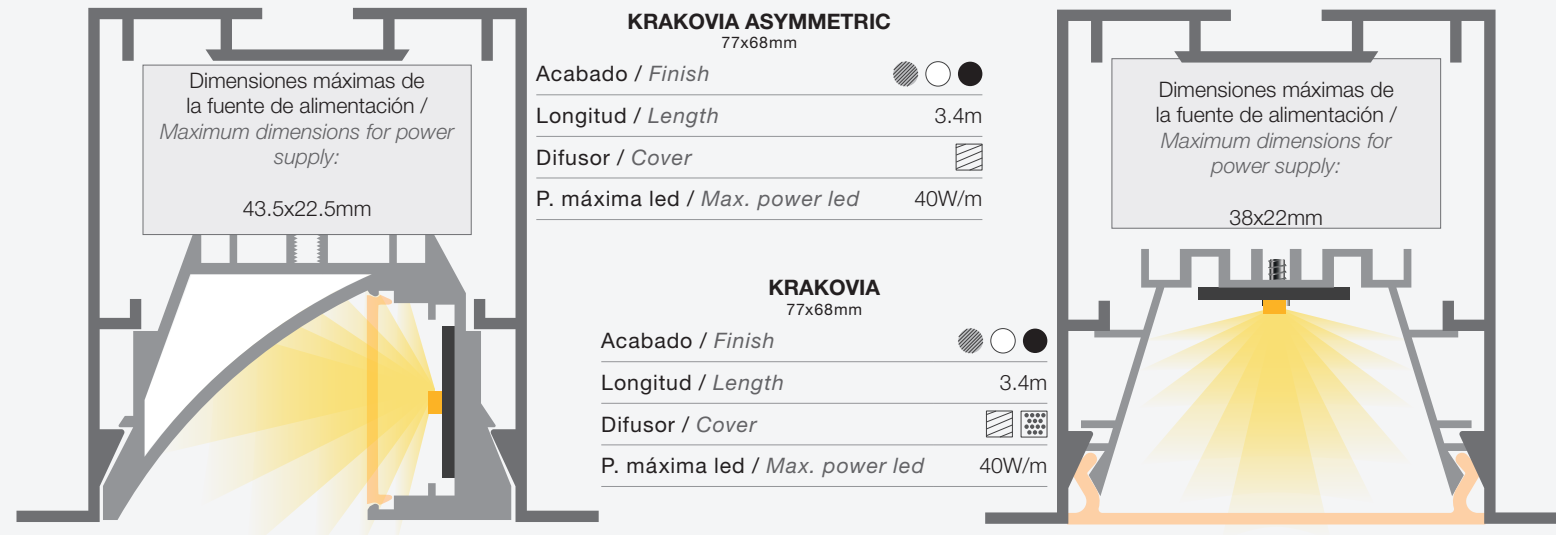 Dimensiones máximas de
la fuente de alimentación /
Maximum dimensions for power
supply:
43.5x22.5mm
KRAKOVIA ASYMMETRIC
77x68mm
Acabado / Finish
Longitud / Length 3.4m
Difusor / Cover
P. máxima led / Max. power led 40W/m
KRAKOVIA
77x68mm
Acabado / Finish
Longitud / Length 3.4m
Difusor / Cover
P. máxima led / Max. power led 40W/m
Dimensiones máximas de
la fuente de alimentación /
Maximum dimensions for
power supply:
38x22mm